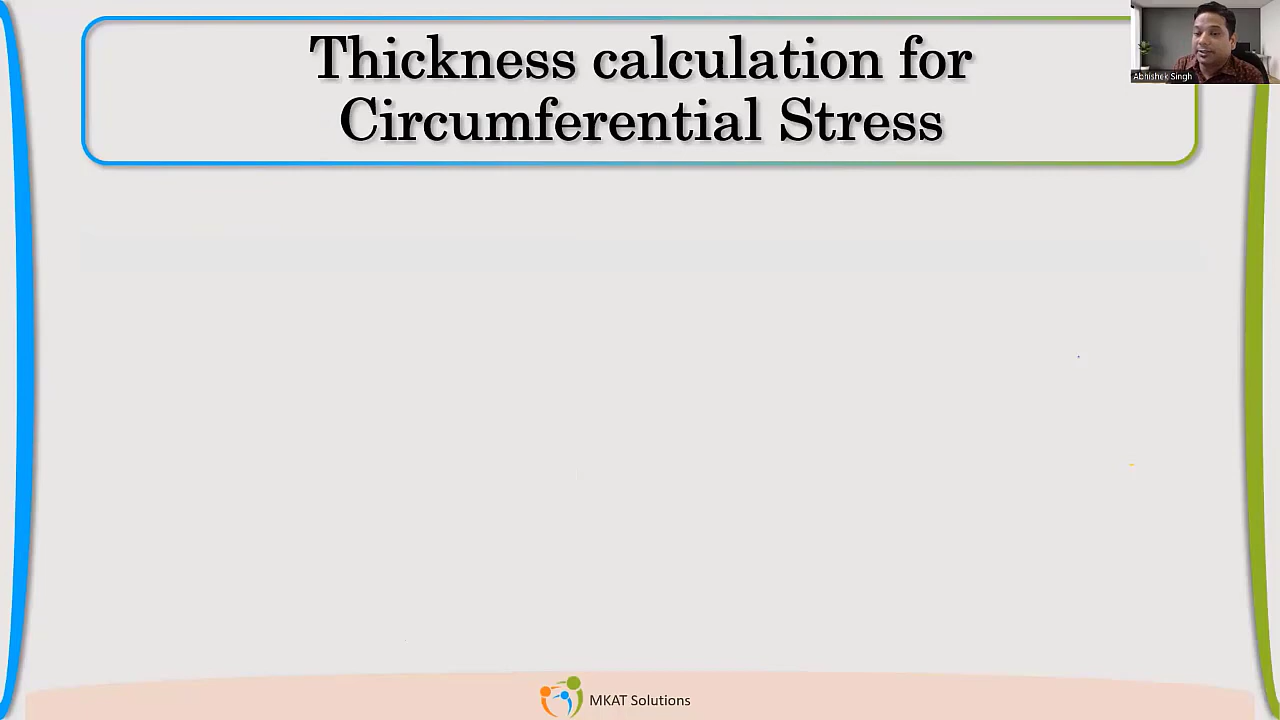 Thickness calculation for
Circumferential Stress
Abhishek Singh
MKAT Solutions